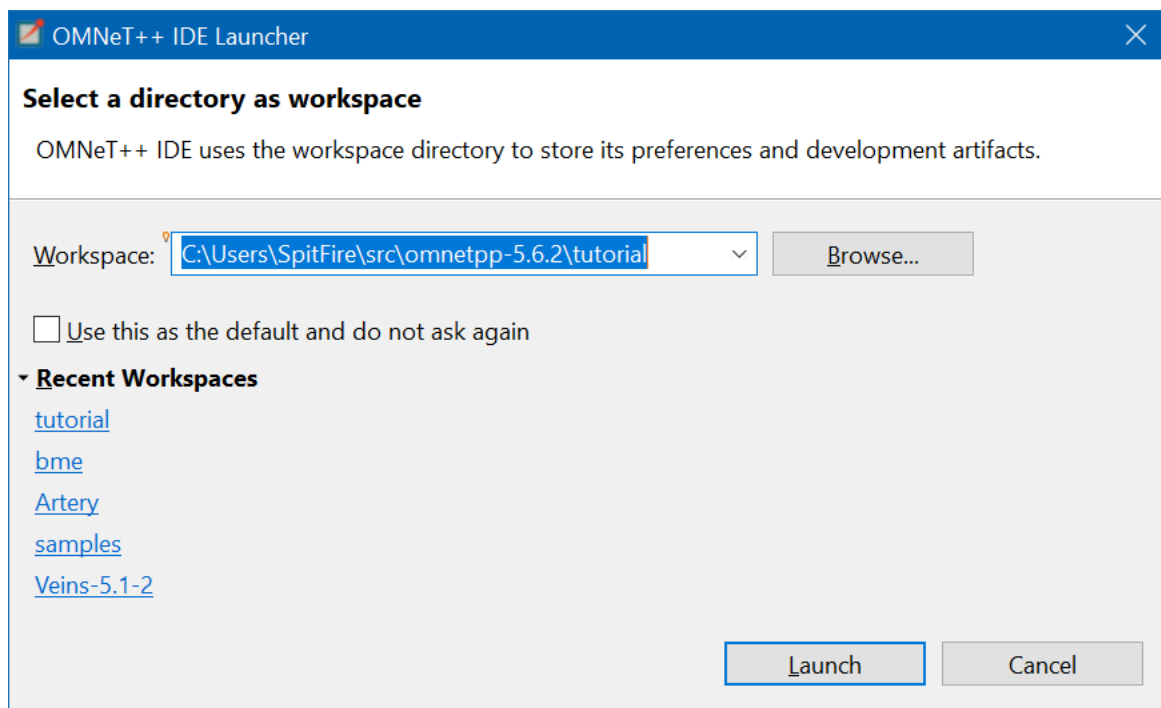 OMNeT++ IDE Launcher
Select a directory as workspace
OMNeT++ IDE uses the workspace directory to store its preferences and development artifacts.
Workspace: C:\Users\SpitFire\src\omnetpp-5.6.2\tutorial Browse...
Use this as the default and do not ask again
Recent Workspaces
tutorial
bme
Artery
samples
Veins-5.1-2
Launch Cancel